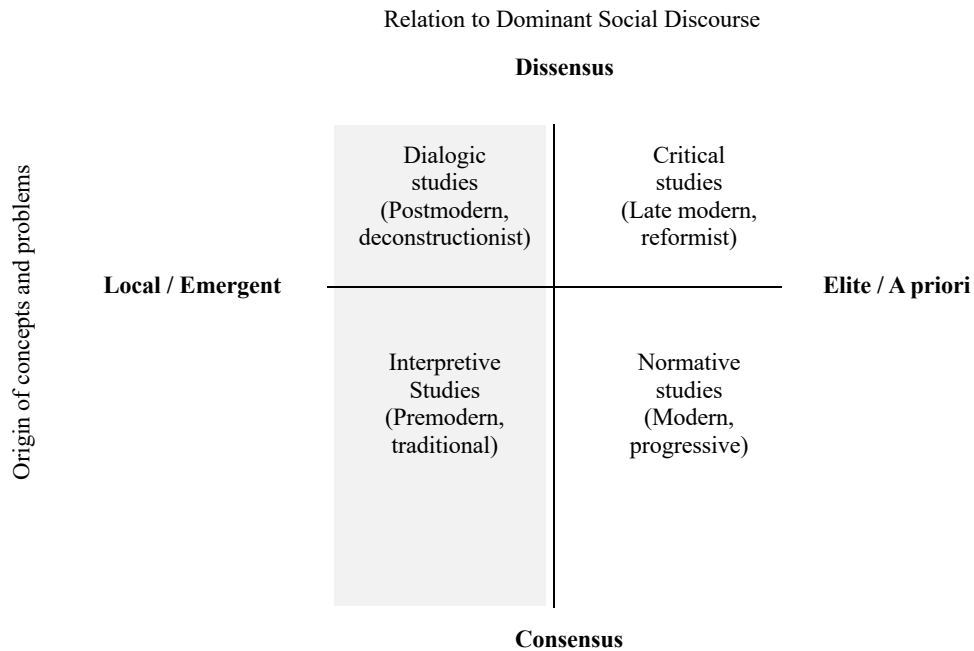 Relation to Dominant Social Discourse
Dissensus
Origin of concepts and problems
Dialogic
studies
(Postmodern,
deconstructionist)
Critical
studies
(Late modern,
reformist)
Local / Emergent
Elite / A priori
Interpretive
Studies
(Premodern,
traditional)
Normative
studies
(Modern,
progressive)
Consensus